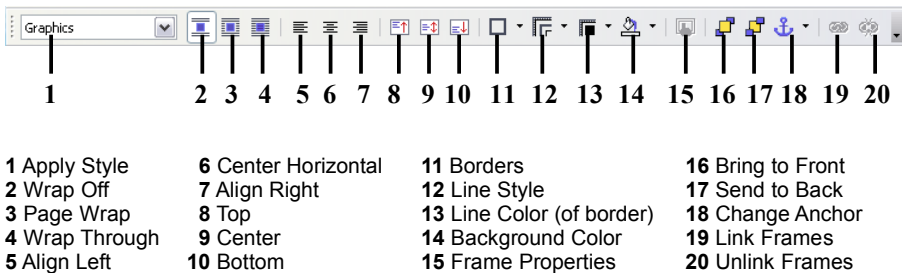 Graphics
1 2 3 4 5 6 7 8 9 10 11 12 13 14 15 16 17 18 19 20
1 Apply Style
2 Wrap Off
3 Page Wrap
4 Wrap Through
5 Align Left
6 Center Horizontal
7 Align Right
8 Top
9 Center
10 Bottom
11 Borders
12 Line Style
13 Line Color (of border)
14 Background Color
15 Frame Properties
16 Bring to Front
17 Send to Back
18 Change Anchor
19 Link Frames
20 Unlink Frames